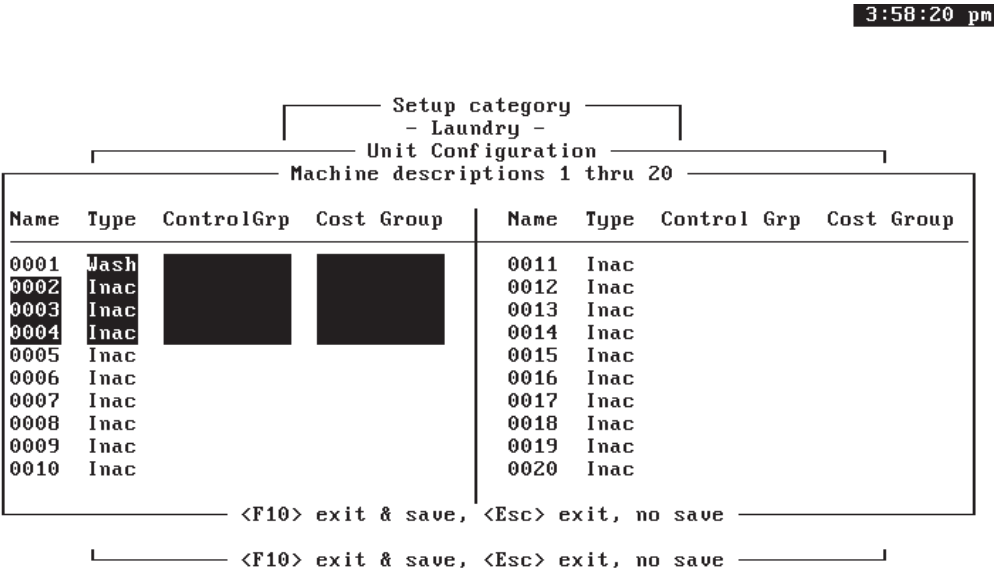 3:58:20 pm
Setup category
- Laundry -
Unit Configuration
Machine descriptions 1 thru 20
Name Type ControlGrp Cost Group Name Type Control Grp Cost Group
0001 Wash 0011 Inac
0002 Inac 0012 Inac
0003 Inac 0013 Inac
0004 Inac 0014 Inac
0005 Inac 0015 Inac
0006 Inac 0016 Inac
0007 Inac 0017 Inac
0008 Inac 0018 Inac
0009 Inac 0019 Inac
0010 Inac 0020 Inac
<F10> exit & save, <Esc> exit, no save
<F10> exit & save, <Esc> exit, no save